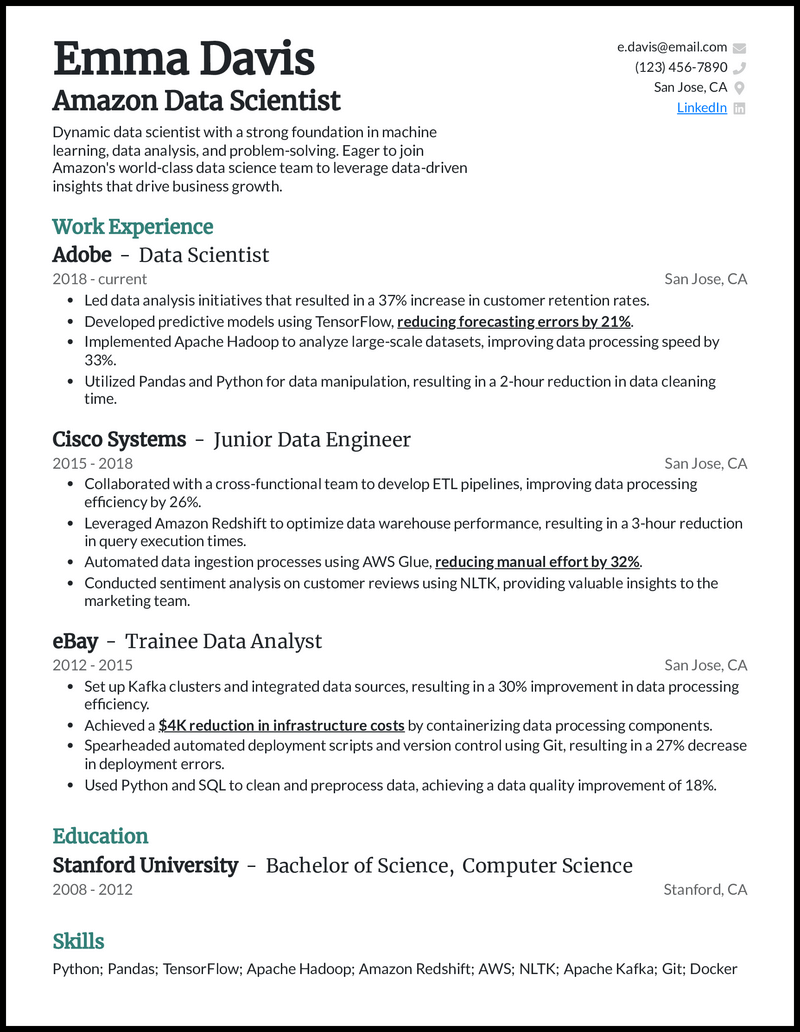 Emma Davis
Amazon Data Scientist
Dynamic data scientist with a strong foundation in machine
learning, data analysis, and problem-solving. Eager to join
Amazon's world-class data science team to leverage data-driven
insights that drive business growth.
e.davis@email.com
(123) 456-7890
San Jose, CA
LinkedIn
Work Experience
Adobe - Data Scientist
2018 - current San Jose, CA
• Led data analysis initiatives that resulted in a 37% increase in customer retention rates.
• Developed predictive models using TensorFlow, reducing forecasting errors by 21%.
• Implemented Apache Hadoop to analyze large-scale datasets, improving data processing speed by
33%.
• Utilized Pandas and Python for data manipulation, resulting in a 2-hour reduction in data cleaning
time.
Cisco Systems - Junior Data Engineer
2015 - 2018 San Jose, CA
• Collaborated with a cross-functional team to develop ETL pipelines, improving data processing
efficiency by 26%.
• Leveraged Amazon Redshift to optimize data warehouse performance, resulting in a 3-hour reduction
in query execution times.
• Automated data ingestion processes using AWS Glue, reducing manual effort by 32%.
• Conducted sentiment analysis on customer reviews using NLTK, providing valuable insights to the
marketing team.
eBay - Trainee Data Analyst
2012 - 2015 San Jose, CA
• Set up Kafka clusters and integrated data sources, resulting in a 30% improvement in data processing
efficiency.
• Achieved a $4K reduction in infrastructure costs by containerizing data processing components.
• Spearheaded automated deployment scripts and version control using Git, resulting in a 27% decrease
in deployment errors.
• Used Python and SQL to clean and preprocess data, achieving a data quality improvement of 18%.
Education
Stanford University - Bachelor of Science, Computer Science
2008 - 2012 Stanford, CA
Skills
Python; Pandas; TensorFlow; Apache Hadoop; Amazon Redshift; AWS; NLTK; Apache Kafka; Git; Docker